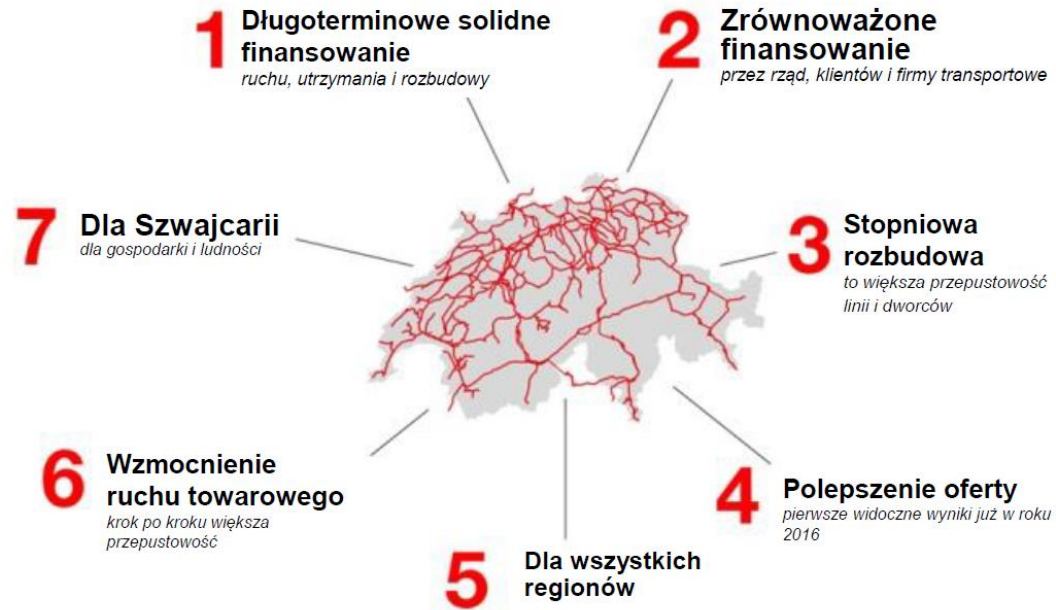 1 Długoterminowe solidne
finansowanie
ruchu, utrzymania i rozbudowy
2 Zrównoważone
finansowanie
przez rząd, klientów i firmy transportowe
3 Stopniowa
rozbudowa
to większa przepustowość
linii i dworców
4 Polepszenie oferty
pierwsze widoczne wyniki już w roku
2016
5 Dla wszystkich
regionów
6 Wzmocnienie
ruchu towarowego
krok po kroku większa
przepustowość
7 Dla Szwajcarii
dla gospodarki i ludności